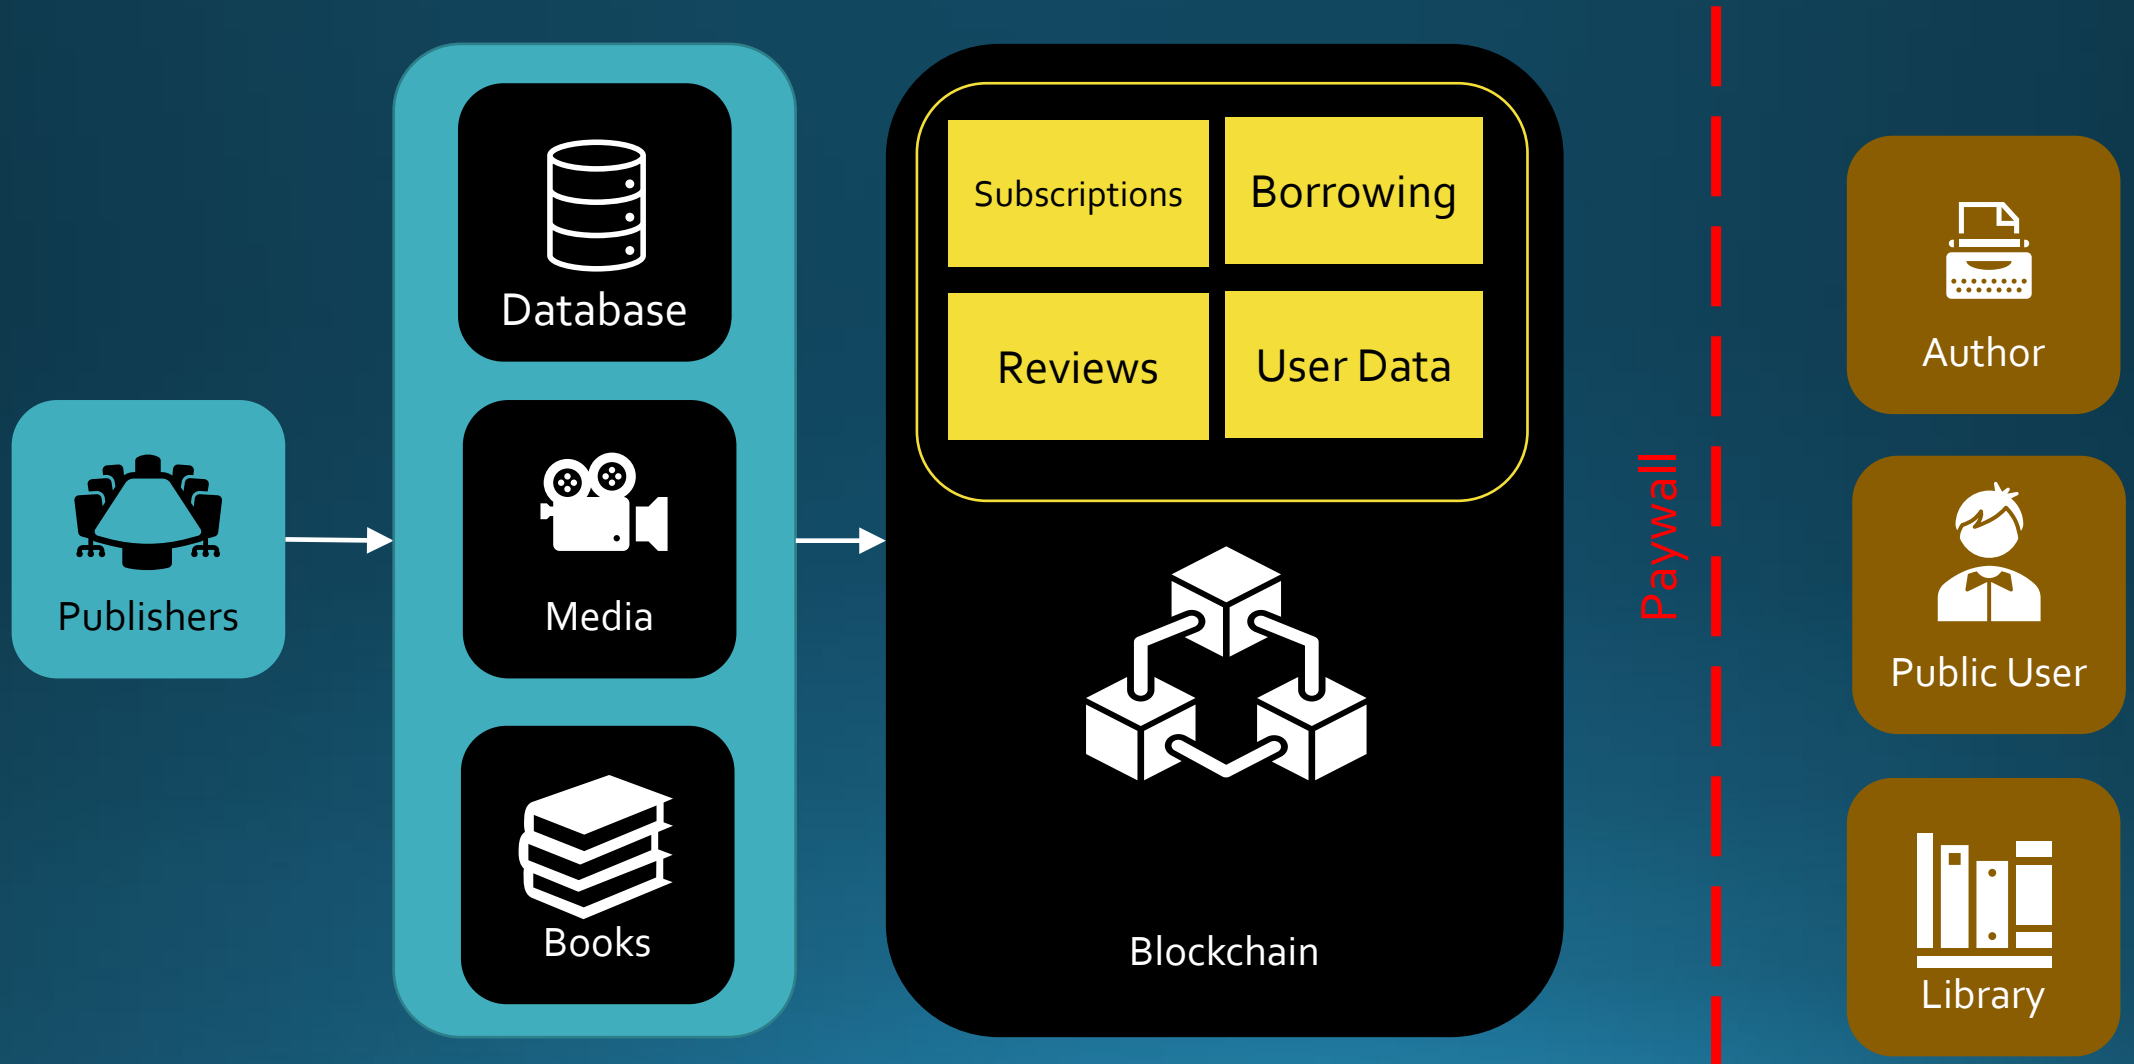 Publishers
Database
Media
Books
Subscriptions
Borrowing
Reviews
User Data
Blockchain
Paywall
Author
Public User
Library